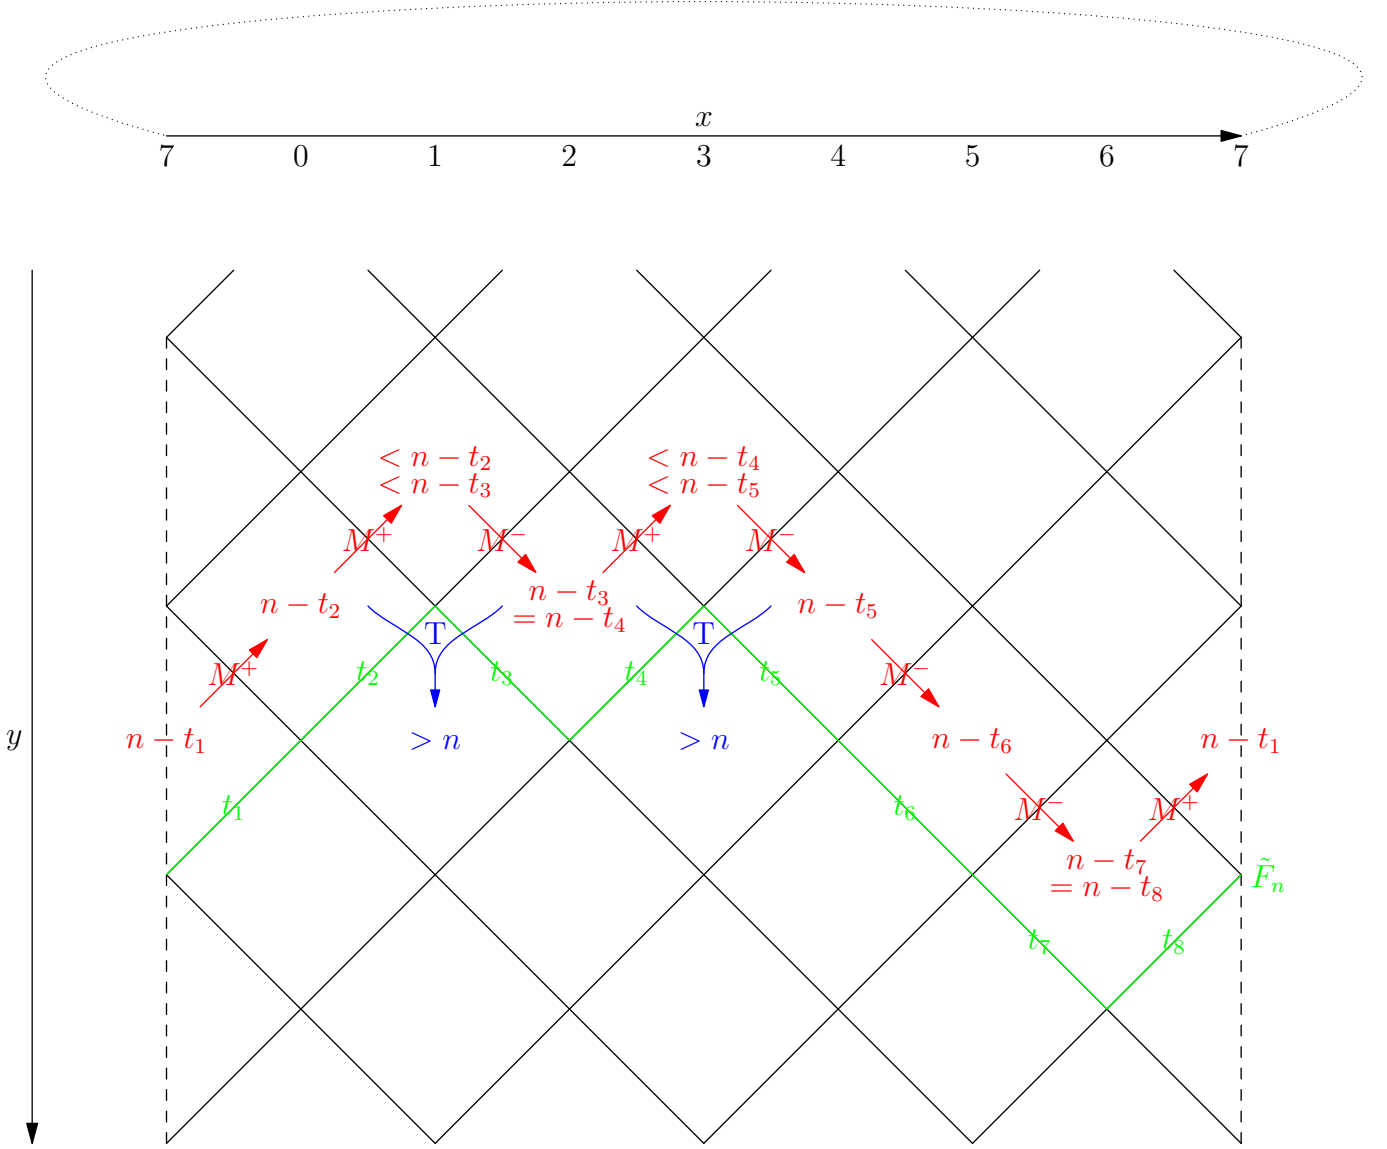 x
7 0 1 2 3 4 5 6 7
< n − t₂ < n − t₄
< n − t₃ < n − t₅
M⁺ M⁻ M⁺ M⁻
n − t₃
n − t₂ n − t₅
= n − t₄
T T
M⁺ t₂ t₃ t₄ t₅ M⁻
y n − t₁ > n > n n − t₆ n − t₁
t₁ t₆ M⁻ M⁺
n − t₇
F̃ₙ
= n − t₈
t₇ t₈